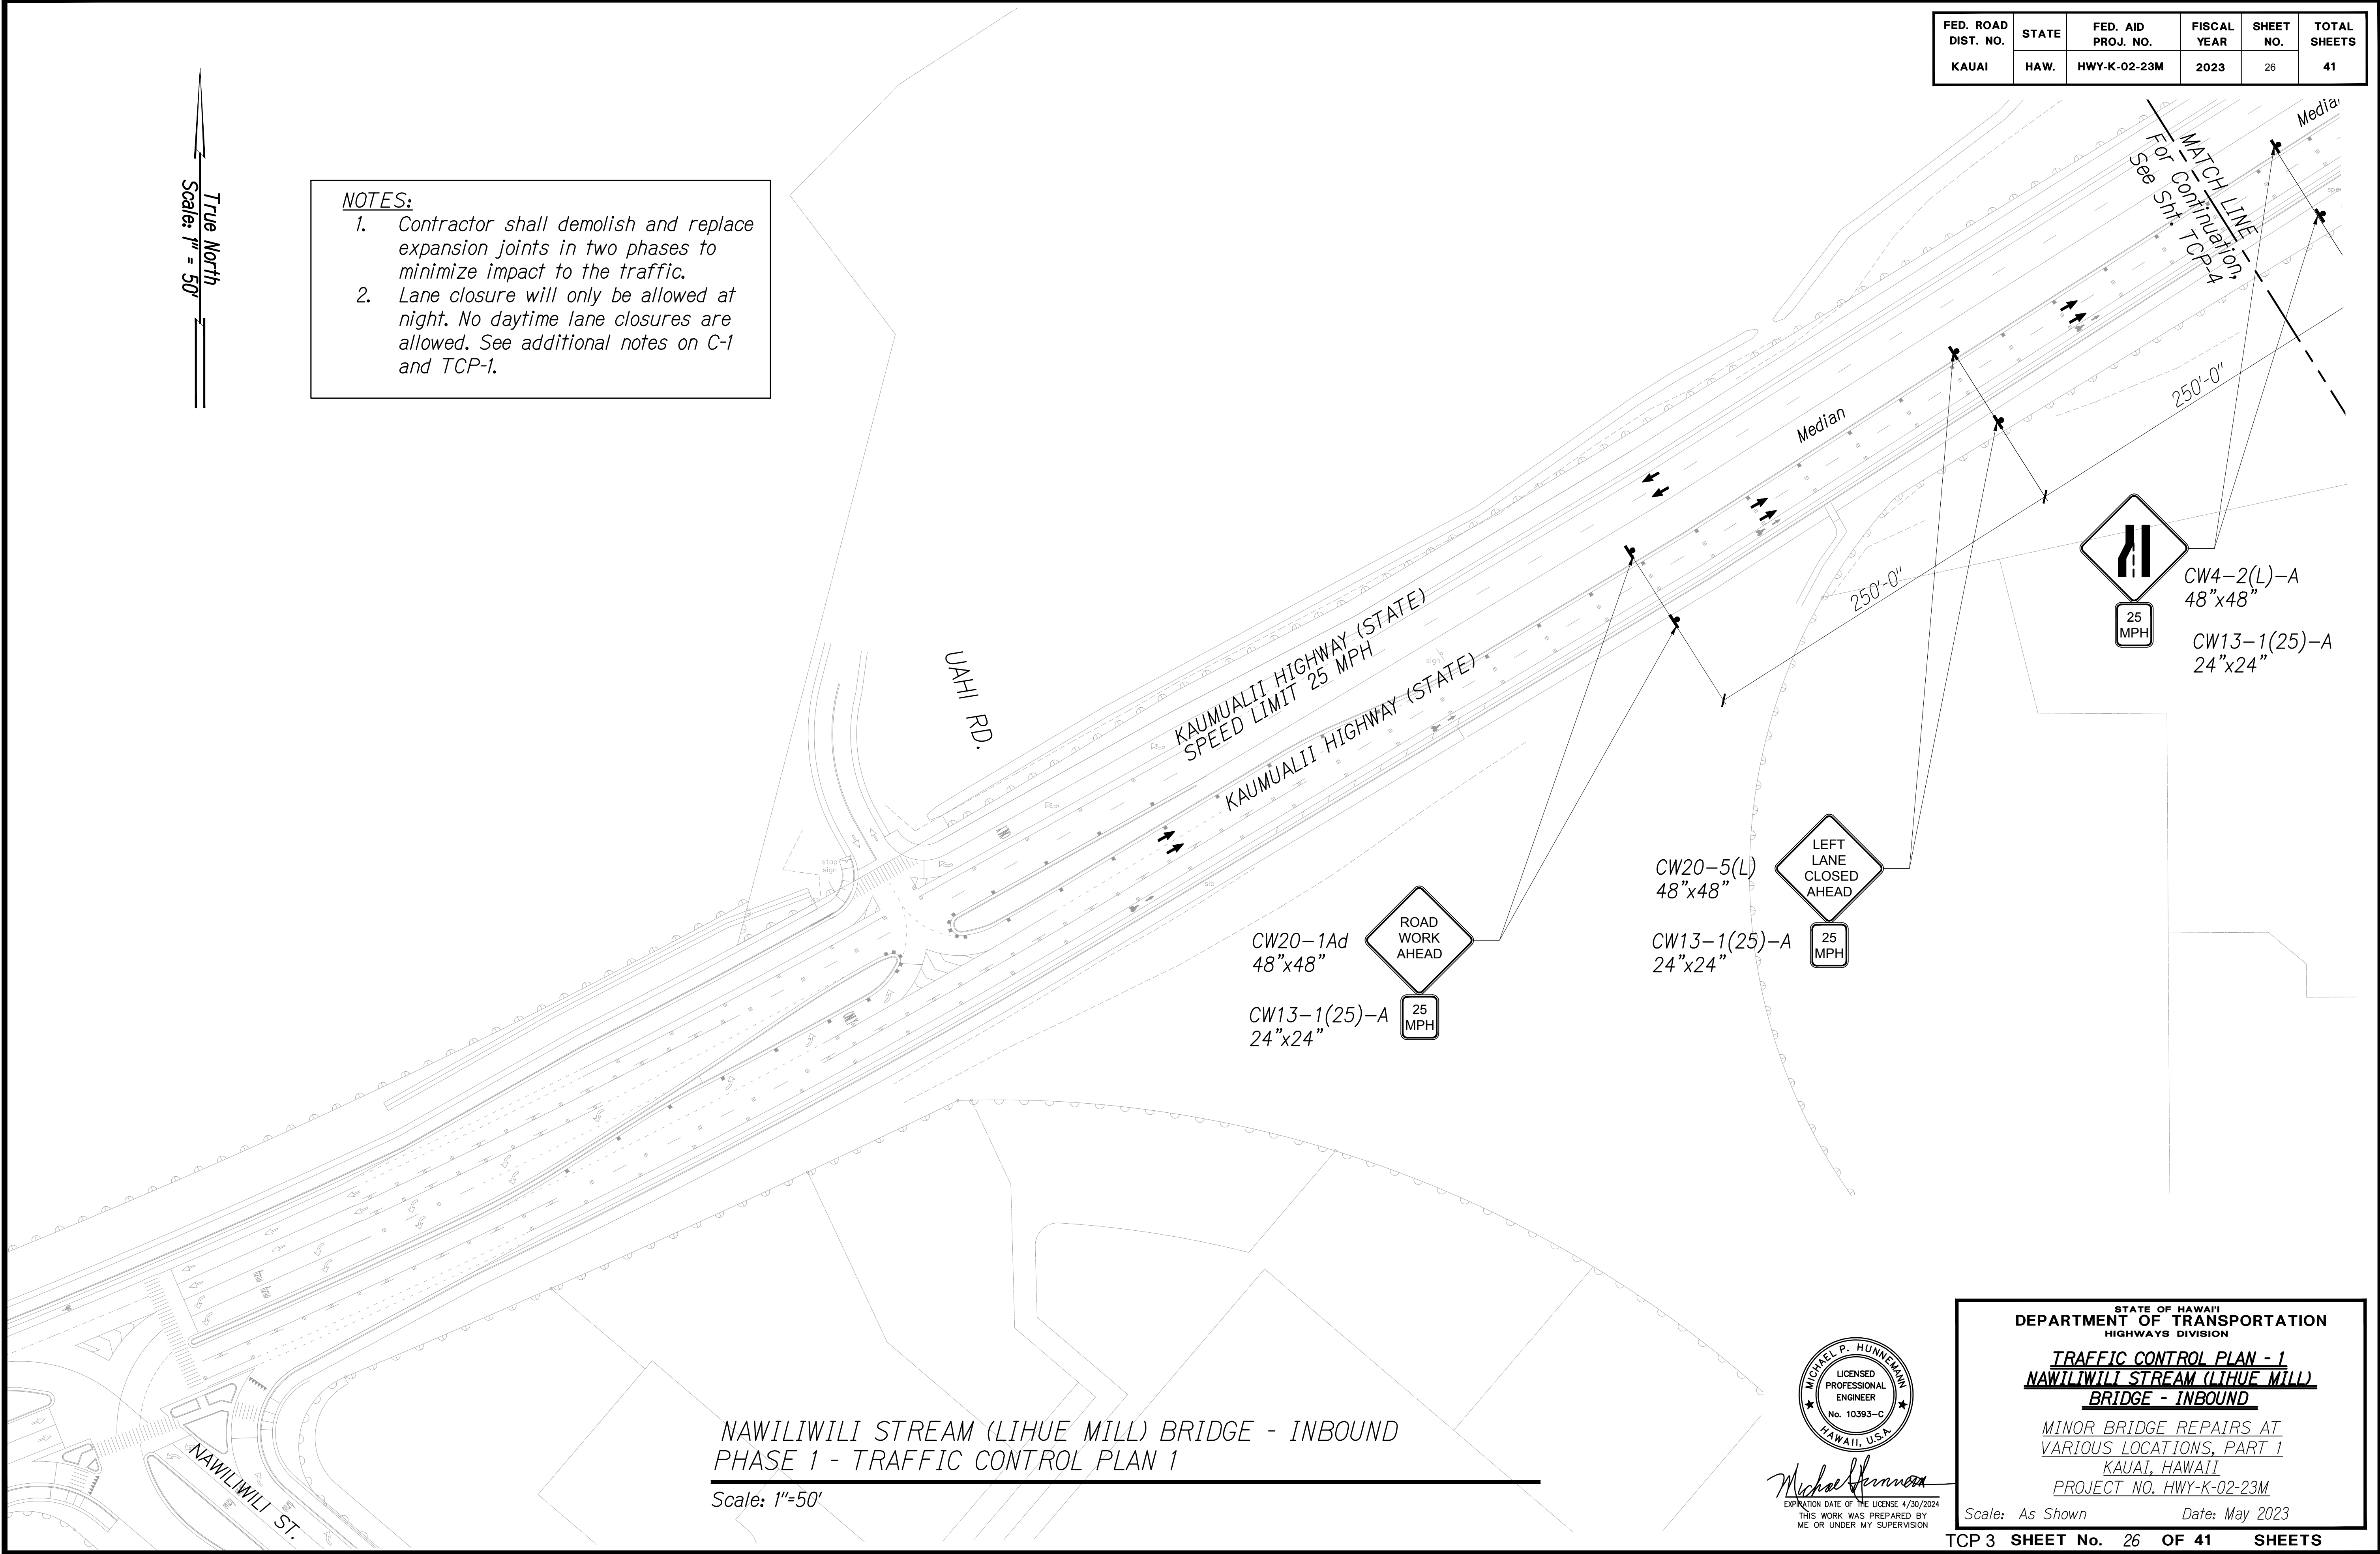 FED. ROAD DIST. NO.
STATE
FED. AID PROJ. NO.
FISCAL YEAR
SHEET NO.
TOTAL SHEETS
KAUAI
HAW.
HWY-K-02-23M
2023
26
41
True North
Scale: 1" = 50'
NOTES:
1. Contractor shall demolish and replace
expansion joints in two phases to
minimize impact to the traffic.
2. Lane closure will only be allowed at
night. No daytime lane closures are
allowed. See additional notes on C-1
and TCP-1.
MATCH LINE
For Continuation,
See Sht. TCP-4
Median
Median
250'-0"
250'-0"
CW4-2(L)-A
48"x48"
25
MPH
CW13-1(25)-A
24"x24"
UAHI RD.
KAUMUALII HIGHWAY (STATE)
SPEED LIMIT 25 MPH
KAUMUALII HIGHWAY (STATE)
sign
stop
sign
slb
CW20-5(L)
48"x48"
LEFT
LANE
CLOSED
AHEAD
CW13-1(25)-A
24"x24"
25
MPH
CW20-1Ad
48"x48"
ROAD
WORK
AHEAD
CW13-1(25)-A
24"x24"
25
MPH
NAWILIWILI ST.
NAWILIWILI STREAM (LIHUE MILL) BRIDGE - INBOUND
PHASE 1 - TRAFFIC CONTROL PLAN 1
Scale: 1"=50'
MICHAEL P. HUNNEMANN
LICENSED
PROFESSIONAL
ENGINEER
No. 10393-C
HAWAII, U.S.A.
EXPIRATION DATE OF THE LICENSE 4/30/2024
THIS WORK WAS PREPARED BY
ME OR UNDER MY SUPERVISION
STATE OF HAWAI'I
DEPARTMENT OF TRANSPORTATION
HIGHWAYS DIVISION
TRAFFIC CONTROL PLAN - 1
NAWILIWILI STREAM (LIHUE MILL)
BRIDGE - INBOUND
MINOR BRIDGE REPAIRS AT
VARIOUS LOCATIONS, PART 1
KAUAI, HAWAII
PROJECT NO. HWY-K-02-23M
Scale: As Shown Date: May 2023
TCP 3 SHEET No. 26 OF 41 SHEETS